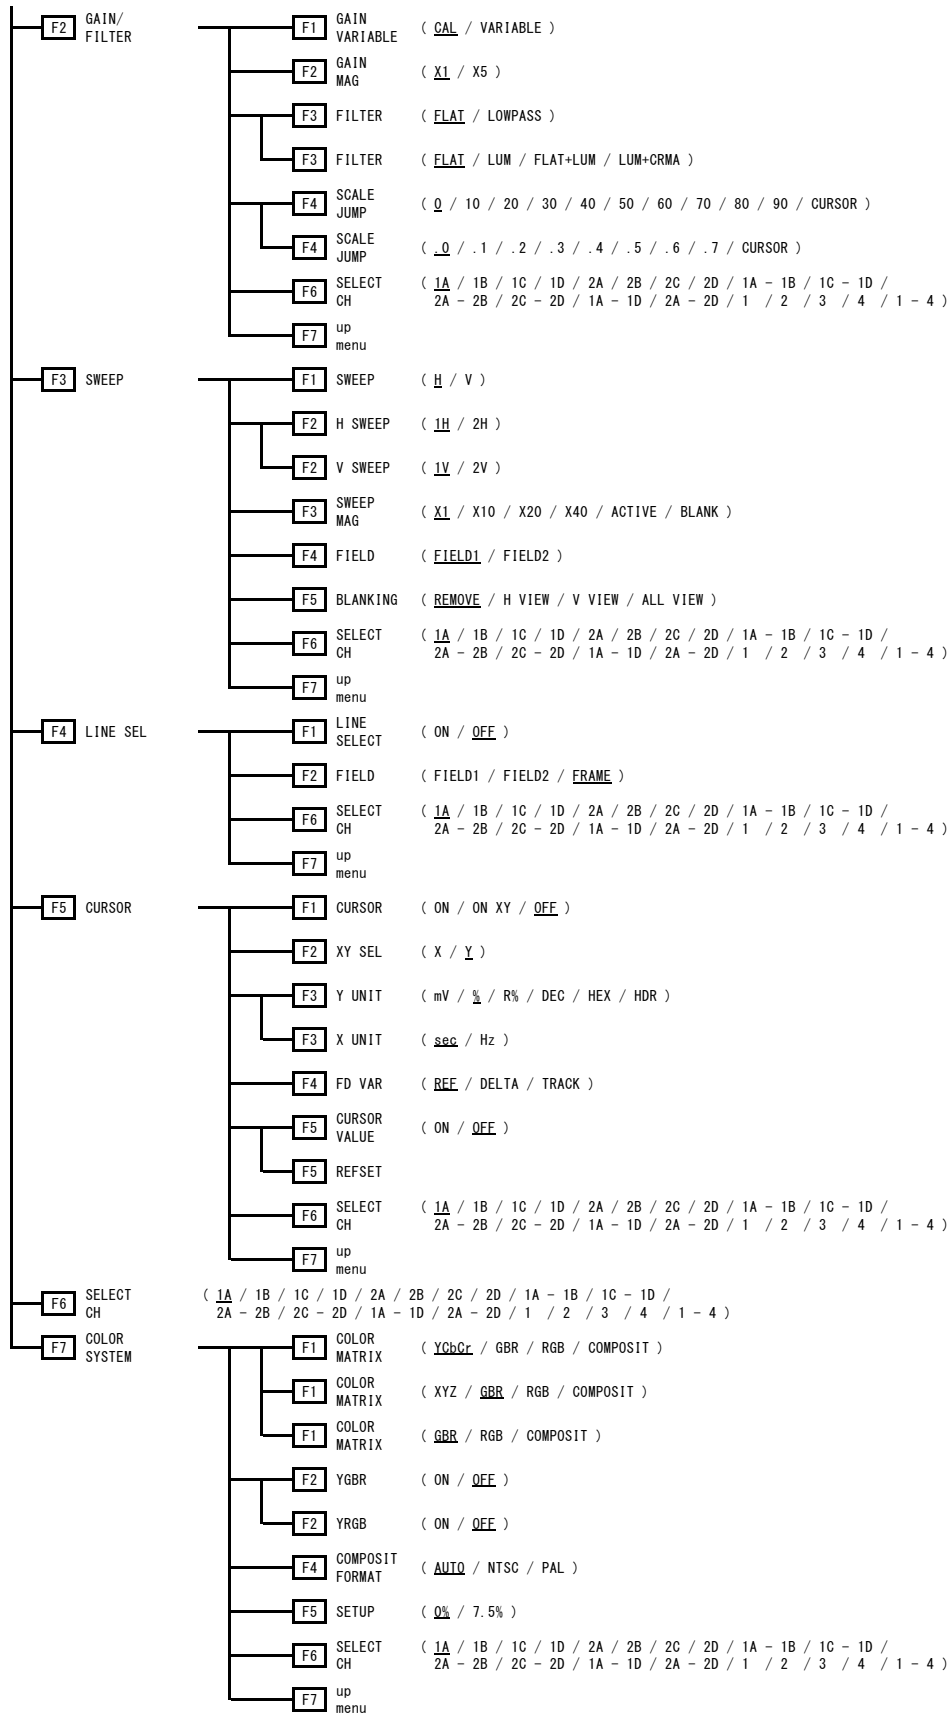 F2 GAIN/
FILTER
F1 GAIN
VARIABLE ( CAL / VARIABLE )
F2 GAIN
MAG ( X1 / X5 )
F3 FILTER ( FLAT / LOWPASS )
F3 FILTER ( FLAT / LUM / FLAT+LUM / LUM+CRMA )
F4 SCALE
JUMP ( 0 / 10 / 20 / 30 / 40 / 50 / 60 / 70 / 80 / 90 / CURSOR )
F4 SCALE
JUMP ( .0 / .1 / .2 / .3 / .4 / .5 / .6 / .7 / CURSOR )
F6 SELECT ( 1A / 1B / 1C / 1D / 2A / 2B / 2C / 2D / 1A - 1B / 1C - 1D /
CH 2A - 2B / 2C - 2D / 1A - 1D / 2A - 2D / 1 / 2 / 3 / 4 / 1 - 4 )
F7 up
menu
F3 SWEEP F1 SWEEP ( H / V )
F2 H SWEEP ( 1H / 2H )
F2 V SWEEP ( 1V / 2V )
F3 SWEEP
MAG ( X1 / X10 / X20 / X40 / ACTIVE / BLANK )
F4 FIELD ( FIELD1 / FIELD2 )
F5 BLANKING ( REMOVE / H VIEW / V VIEW / ALL VIEW )
F6 SELECT ( 1A / 1B / 1C / 1D / 2A / 2B / 2C / 2D / 1A - 1B / 1C - 1D /
CH 2A - 2B / 2C - 2D / 1A - 1D / 2A - 2D / 1 / 2 / 3 / 4 / 1 - 4 )
F7 up
menu
F4 LINE SEL F1 LINE
SELECT ( ON / OFF )
F2 FIELD ( FIELD1 / FIELD2 / FRAME )
F6 SELECT ( 1A / 1B / 1C / 1D / 2A / 2B / 2C / 2D / 1A - 1B / 1C - 1D /
CH 2A - 2B / 2C - 2D / 1A - 1D / 2A - 2D / 1 / 2 / 3 / 4 / 1 - 4 )
F7 up
menu
F5 CURSOR F1 CURSOR ( ON / ON XY / OFF )
F2 XY SEL ( X / Y )
F3 Y UNIT ( mV / % / R% / DEC / HEX / HDR )
F3 X UNIT ( sec / Hz )
F4 FD VAR ( REF / DELTA / TRACK )
F5 CURSOR
VALUE ( ON / OFF )
F5 REFSET
F6 SELECT ( 1A / 1B / 1C / 1D / 2A / 2B / 2C / 2D / 1A - 1B / 1C - 1D /
CH 2A - 2B / 2C - 2D / 1A - 1D / 2A - 2D / 1 / 2 / 3 / 4 / 1 - 4 )
F7 up
menu
F6 SELECT ( 1A / 1B / 1C / 1D / 2A / 2B / 2C / 2D / 1A - 1B / 1C - 1D /
CH 2A - 2B / 2C - 2D / 1A - 1D / 2A - 2D / 1 / 2 / 3 / 4 / 1 - 4 )
F7 COLOR
SYSTEM
F1 COLOR
MATRIX ( YCbCr / GBR / RGB / COMPOSIT )
F1 COLOR
MATRIX ( XYZ / GBR / RGB / COMPOSIT )
F1 COLOR
MATRIX ( GBR / RGB / COMPOSIT )
F2 YGBR ( ON / OFF )
F2 YRGB ( ON / OFF )
F4 COMPOSIT
FORMAT ( AUTO / NTSC / PAL )
F5 SETUP ( 0% / 7.5% )
F6 SELECT ( 1A / 1B / 1C / 1D / 2A / 2B / 2C / 2D / 1A - 1B / 1C - 1D /
CH 2A - 2B / 2C - 2D / 1A - 1D / 2A - 2D / 1 / 2 / 3 / 4 / 1 - 4 )
F7 up
menu